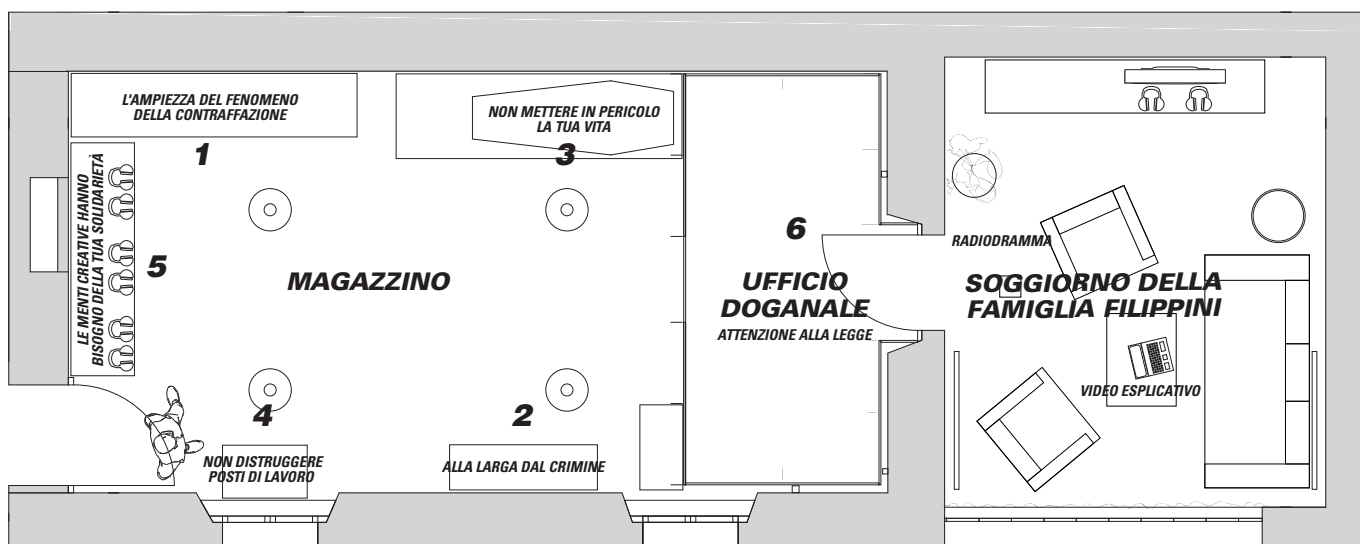 L'AMPIEZZA DEL FENOMENO
DELLA CONTRAFFAZIONE
1
NON METTERE IN PERICOLO
LA TUA VITA
3
LE MENTI CREATIVE HANNO
BISOGNO DELLA TUA SOLIDARIETÀ
5
MAGAZZINO
6
UFFICIO
DOGANALE
ATTENZIONE ALLA LEGGE
RADIODRAMMA
SOGGIORNO DELLA
FAMIGLIA FILIPPINI
VIDEO ESPLICATIVO
4
NON DISTRUGGERE
POSTI DI LAVORO
2
ALLA LARGA DAL CRIMINE